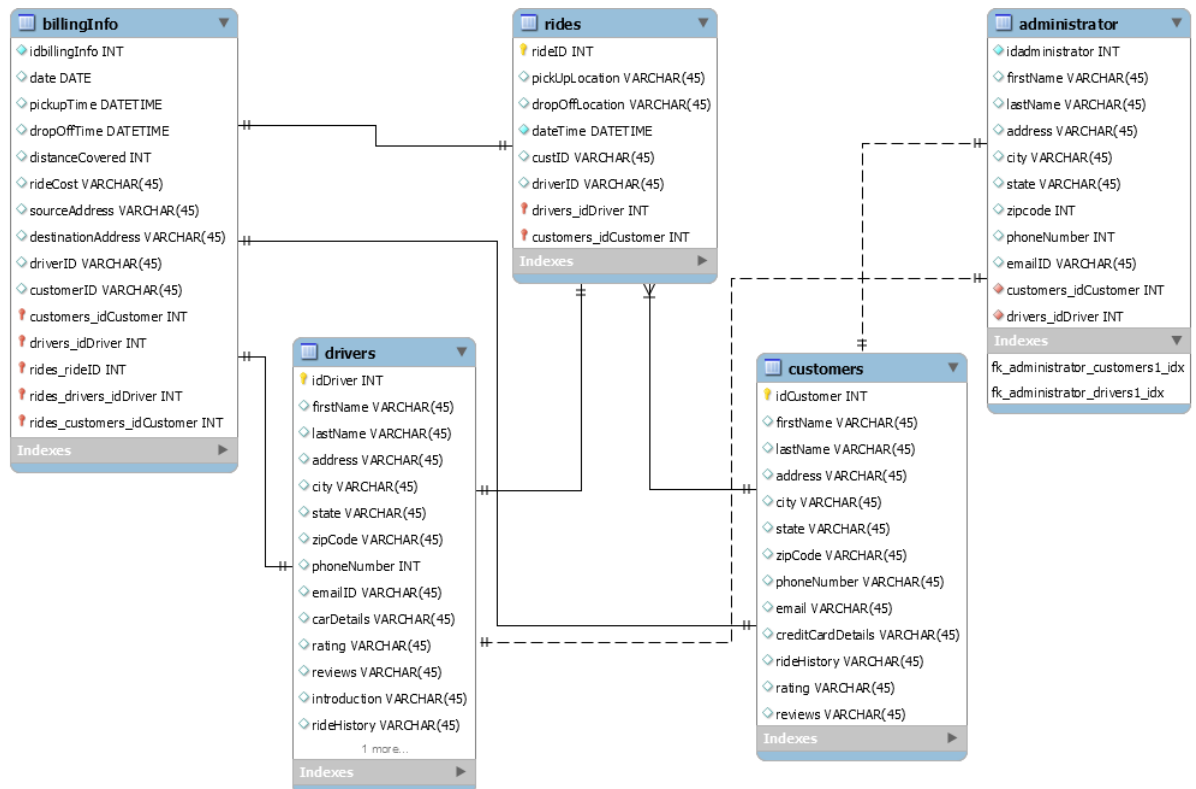 billingInfo
idbillingInfo INT
date DATE
pickupTime DATETIME
dropOffTime DATETIME
distanceCovered INT
rideCost VARCHAR(45)
sourceAddress VARCHAR(45)
destinationAddress VARCHAR(45)
driverID VARCHAR(45)
customerID VARCHAR(45)
customers_idCustomer INT
drivers_idDriver INT
rides_rideID INT
rides_drivers_idDriver INT
rides_customers_idCustomer INT
Indexes
rides
rideID INT
pickUpLocation VARCHAR(45)
dropOffLocation VARCHAR(45)
dateTime DATETIME
custID VARCHAR(45)
driverID VARCHAR(45)
drivers_idDriver INT
customers_idCustomer INT
Indexes
administrator
idadministrator INT
firstName VARCHAR(45)
lastName VARCHAR(45)
address VARCHAR(45)
city VARCHAR(45)
state VARCHAR(45)
zipcode INT
phoneNumber INT
emailID VARCHAR(45)
customers_idCustomer INT
drivers_idDriver INT
Indexes
fk_administrator_customers1_idx
fk_administrator_drivers1_idx
drivers
idDriver INT
firstName VARCHAR(45)
lastName VARCHAR(45)
address VARCHAR(45)
city VARCHAR(45)
state VARCHAR(45)
zipCode VARCHAR(45)
phoneNumber INT
emailID VARCHAR(45)
carDetails VARCHAR(45)
rating VARCHAR(45)
reviews VARCHAR(45)
introduction VARCHAR(45)
rideHistory VARCHAR(45)
1 more...
Indexes
customers
idCustomer INT
firstName VARCHAR(45)
lastName VARCHAR(45)
address VARCHAR(45)
city VARCHAR(45)
state VARCHAR(45)
zipCode VARCHAR(45)
phoneNumber VARCHAR(45)
email VARCHAR(45)
creditCardDetails VARCHAR(45)
rideHistory VARCHAR(45)
rating VARCHAR(45)
reviews VARCHAR(45)
Indexes